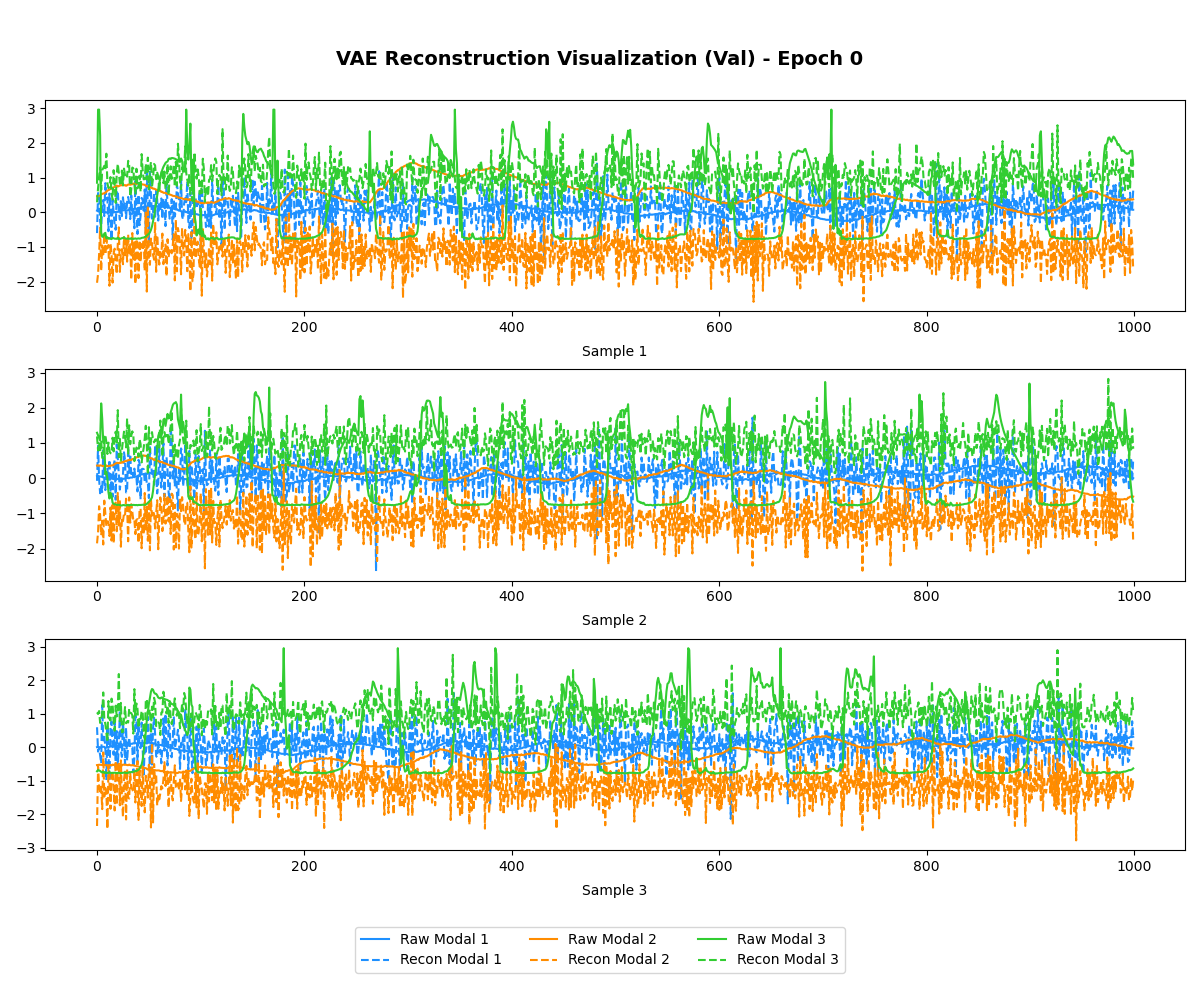 VAE Reconstruction Visualization (Val) - Epoch 0
3
2
1
0
−1
−2
0 200 400 600 800 1000
Sample 1
3
2
1
0
−1
−2
0 200 400 600 800 1000
Sample 2
3
2
1
0
−1
−2
−3
0 200 400 600 800 1000
Sample 3
Raw Modal 1 Raw Modal 2 Raw Modal 3
Recon Modal 1 Recon Modal 2 Recon Modal 3